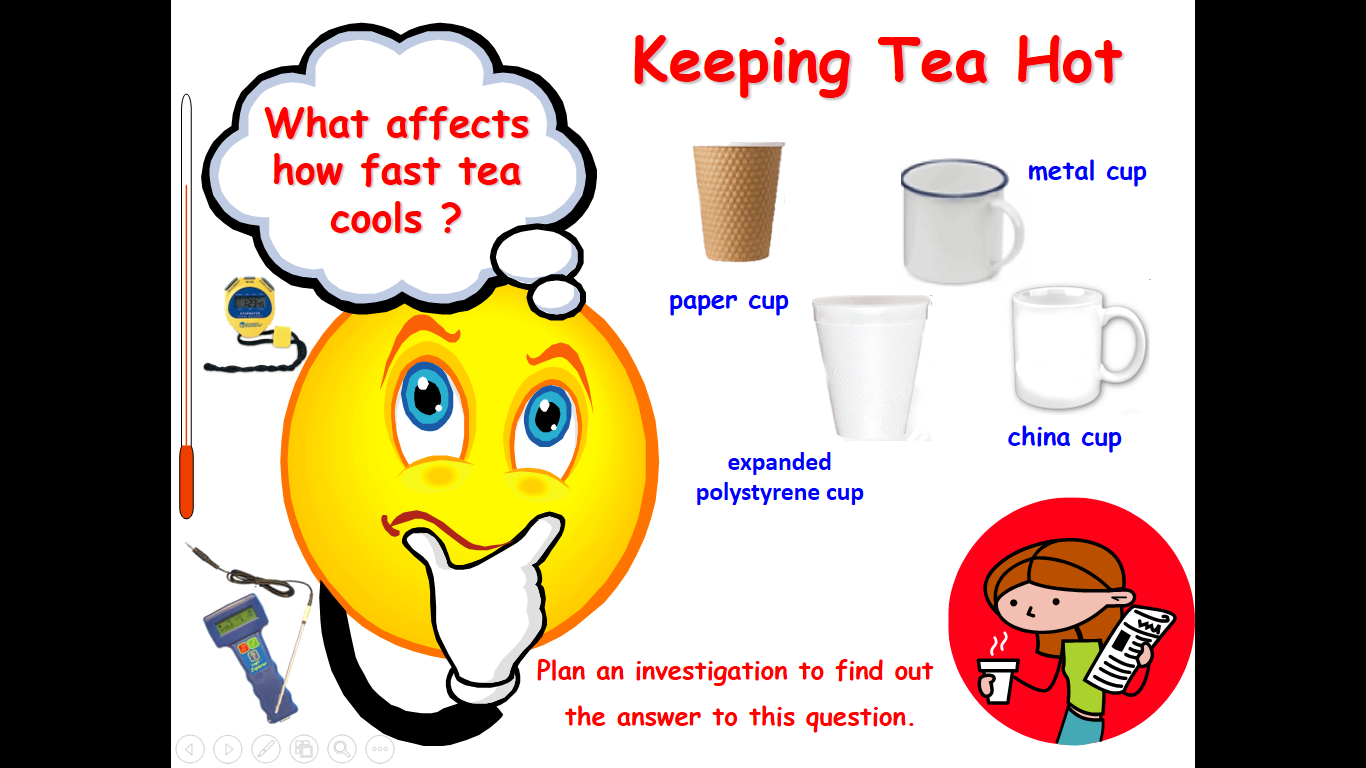 Keeping Tea Hot
What affects
how fast tea
cools ?
metal cup
paper cup
china cup
expanded
polystyrene cup
Plan an investigation to find out
the answer to this question.